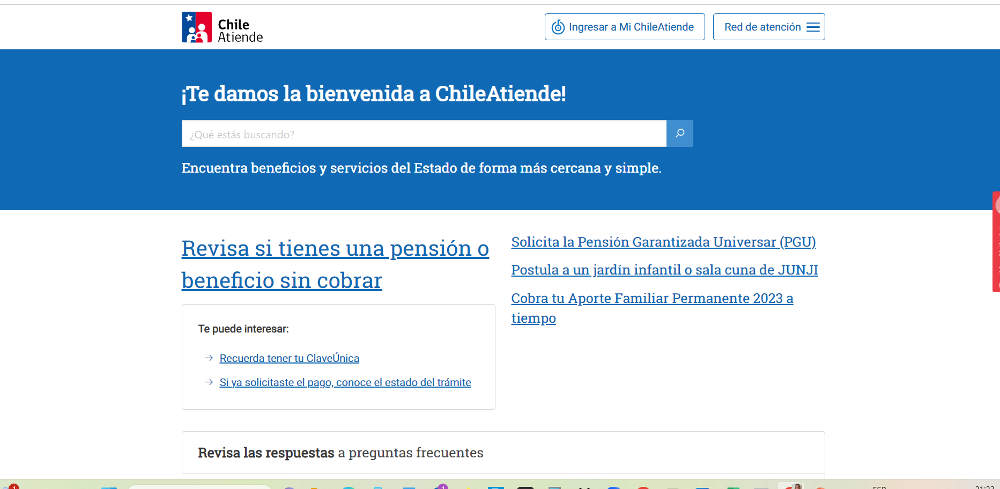 Chile
Atiende
Ingresar a Mi ChileAtiende
Red de atención
¡Te damos la bienvenida a ChileAtiende!
¿Qué estás buscando?
Encuentra beneficios y servicios del Estado de forma más cercana y simple.
Revisa si tienes una pensión o
beneficio sin cobrar
Te puede interesar:
Recuerda tener tu ClaveÚnica
Si ya solicitaste el pago, conoce el estado del trámite
Solicita la Pensión Garantizada Universar (PGU)
Postula a un jardín infantil o sala cuna de JUNJI
Cobra tu Aporte Familiar Permanente 2023 a
tiempo
Revisa las respuestas a preguntas frecuentes
1
1